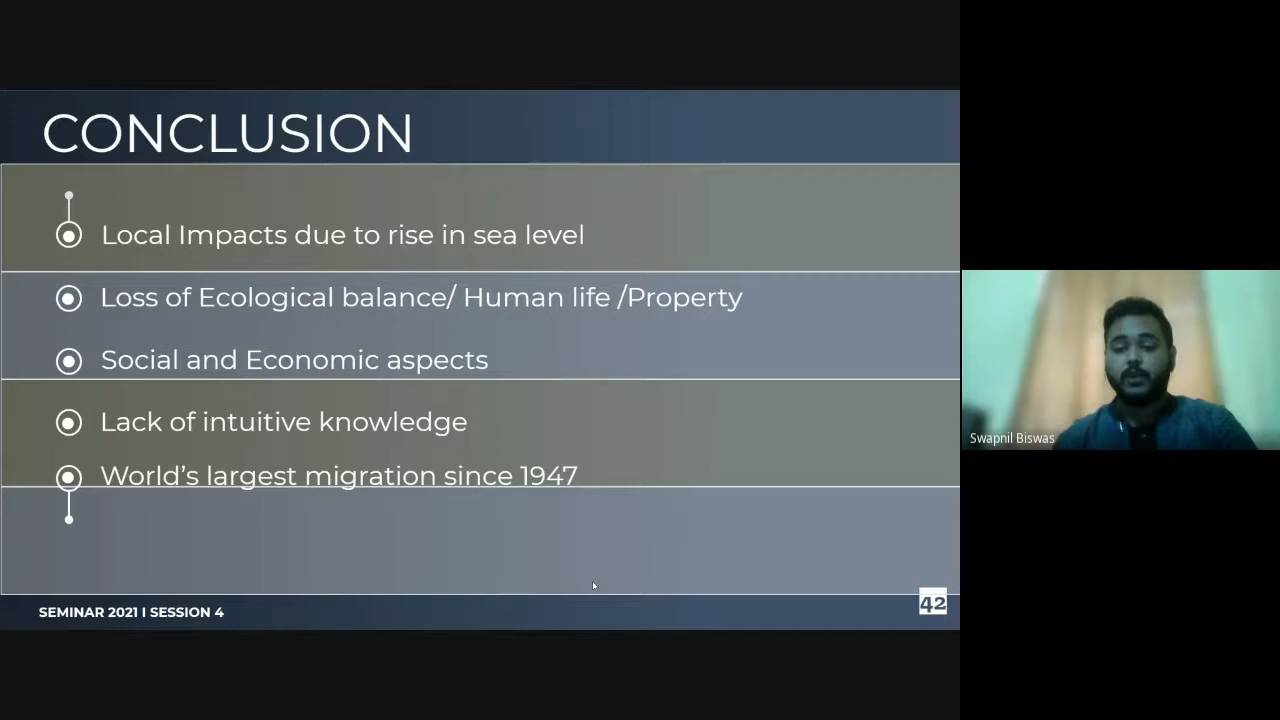 CONCLUSION
Local Impacts due to rise in sea level
Loss of Ecological balance/ Human life /Property
Social and Economic aspects
Lack of intuitive knowledge
World’s largest migration since 1947
SEMINAR 2021 I SESSION 4
42
Swapnil Biswas